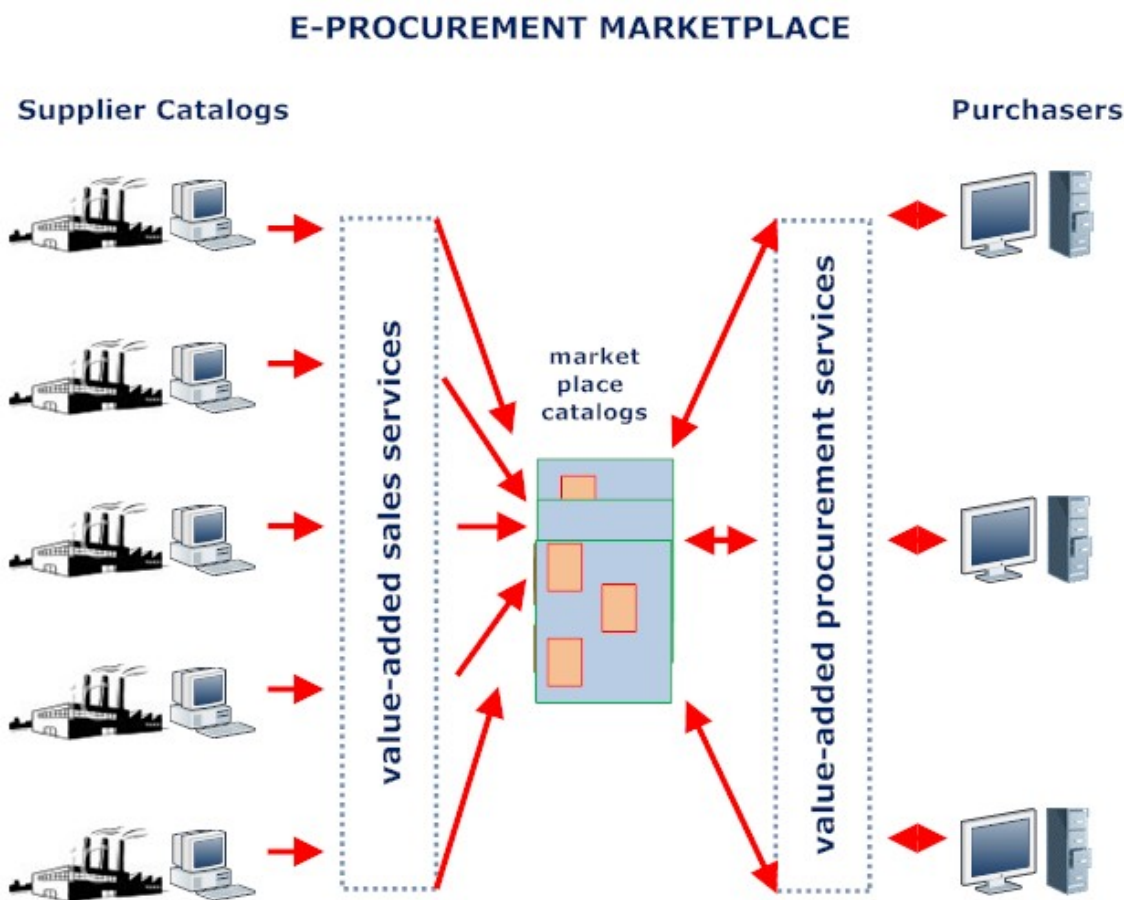 E-PROCUREMENT MARKETPLACE
Supplier Catalogs
Purchasers
value-added sales services
market
place
catalogs
value-added procurement services